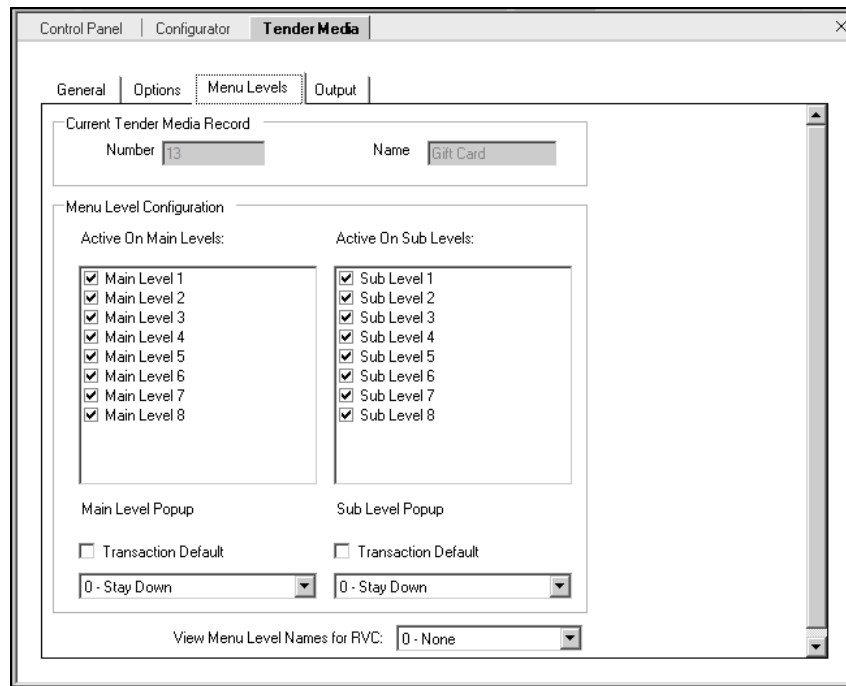 Control Panel Configurator Tender Media
General Options Menu Levels Output
Current Tender Media Record
Number 13 Name Gift Card
Menu Level Configuration
Active On Main Levels: Active On Sub Levels:
Main Level 1 Sub Level 1
Main Level 2 Sub Level 2
Main Level 3 Sub Level 3
Main Level 4 Sub Level 4
Main Level 5 Sub Level 5
Main Level 6 Sub Level 6
Main Level 7 Sub Level 7
Main Level 8 Sub Level 8
Main Level Popup Sub Level Popup
Transaction Default Transaction Default
0 - Stay Down 0 - Stay Down
View Menu Level Names for RVC: 0 - None